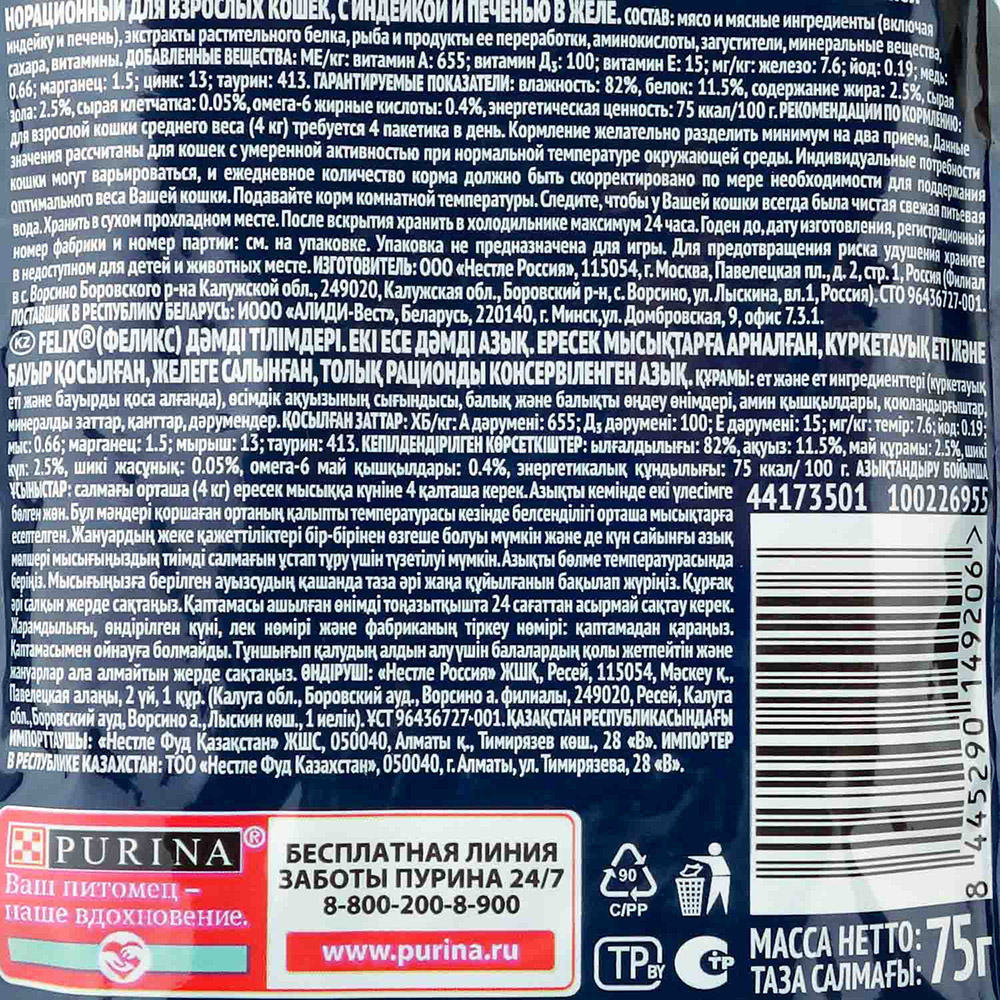 НОРАЦИОННЫЙ ДЛЯ ВЗРОСЛЫХ КОШЕК, С ИНДЕЙКОЙ И ПЕЧЕНЬЮ В ЖЕЛЕ. СОСТАВ: мясо и мясные ингредиенты (включая
индейку и печень), экстракты растительного белка, рыба и продукты ее переработки, аминокислоты, загустители, минеральные вещества,
сахара, витамины. ДОБАВЛЕННЫЕ ВЕЩЕСТВА: МЕ/кг: витамин А: 655; витамин Д₃: 100; витамин Е: 15; мг/кг: железо: 7.6; йод: 0.19; медь:
0.66; марганец: 1.5; цинк: 13; таурин: 413. ГАРАНТИРУЕМЫЕ ПОКАЗАТЕЛИ: влажность: 82%, белок: 11.5%, содержание жира: 2.5%, сырая
зола: 2.5%, сырая клетчатка: 0.05%, омега-6 жирные кислоты: 0.4%, энергетическая ценность: 75 ккал/100 г. РЕКОМЕНДАЦИИ ПО КОРМЛЕНИЮ:
для взрослой кошки среднего веса (4 кг) требуется 4 пакетика в день. Кормление желательно разделить минимум на два приема. Данные
значения рассчитаны для кошек с умеренной активностью при нормальной температуре окружающей среды. Индивидуальные потребности
кошки могут варьироваться, и ежедневное количество корма должно быть скорректировано по мере необходимости для поддержания
оптимального веса Вашей кошки. Подавайте корм комнатной температуры. Следите, чтобы у Вашей кошки всегда была чистая свежая питьевая
вода. Хранить в сухом прохладном месте. После вскрытия хранить в холодильнике максимум 24 часа. Годен до, дату изготовления, регистрационный
номер фабрики и номер партии: см. на упаковке. Упаковка не предназначена для игры. Для предотвращения риска удушения храните
в недоступном для детей и животных месте. ИЗГОТОВИТЕЛЬ: ООО «Нестле Россия», 115054, г. Москва, Павелецкая пл., д. 2, стр. 1, Россия (Филиал
в с. Ворсино Боровского р-на Калужской обл., 249020, Калужская обл., Боровский р-н, с. Ворсино, ул. Лыскина, вл.1, Россия). СТО 96436727-001.
ПОСТАВЩИК В РЕСПУБЛИКУ БЕЛАРУСЬ: ИООО «АЛИДИ-Вест», Беларусь, 220140, г. Минск, ул. Домбровская, 9, офис 7.3.1.
KZ FELIX® (ФЕЛИКС) ДӘМДІ ТІЛІМДЕРІ. ЕКІ ЕСЕ ДӘМДІ АЗЫҚ. ЕРЕСЕК МЫСЫҚТАРҒА АРНАЛҒАН, КҮРКЕТАУЫҚ ЕТІ ЖӘНЕ
БАУЫР ҚОСЫЛҒАН, ЖЕЛЕГЕ САЛЫНҒАН, ТОЛЫҚ РАЦИОНДЫ КОНСЕРВІЛЕНГЕН АЗЫҚ. ҚҰРАМЫ: ет және ет ингредиенттері (күркетауық
еті және бауырды қоса алғанда), өсімдік ақуызының сығындысы, балық және балықты өңдеу өнімдері, амин қышқылдары, қоюландырғыштар,
минералды заттар, қанттар, дәрумендер. ҚОСЫЛҒАН ЗАТТАР: ХБ/кг: А дәрумені: 655; Д₃ дәрумені: 100; Е дәрумені: 15; мг/кг: темір: 7.6; йод: 0.19;
мыс: 0.66; марганец: 1.5; мырыш: 13; таурин: 413. КЕПІЛДЕНДІРІЛГЕН КӨРСЕТКІШТЕР: ылғалдылығы: 82%, ақуыз: 11.5%, май құрамы: 2.5%, шикі
күл: 2.5%, шикі жасұнық: 0.05%, омега-6 май қышқылдары: 0.4%, энергетикалық құндылығы: 75 ккал/ 100 г. АЗЫҚТАНДЫРУ БОЙЫНША
ҰСЫНЫСТАР: салмағы орташа (4 кг) ересек мысыққа күніне 4 қалташа керек. Азықты кемінде екі үлесімге
бөлген жөн. Бұл мәндері қоршаған ортаның қалыпты температурасы кезінде белсенділігі орташа мысықтарға
есептелген. Жануардың жеке қажеттіліктері бір-бірінен өзгеше болуы мүмкін және де күн сайынғы азық
мөлшері мысығыңыздың тиімді салмағын ұстап тұру үшін түзетілуі мүмкін. Азықты бөлме температурасында
беріңіз. Мысығыңызға берілген ауызсудың қашанда таза әрі жаңа құйылғанын бақылап жүріңіз. Құрғақ
әрі салқын жерде сақтаңыз. Қаптамасы ашылған өнімді тоңазытқышта 24 сағаттан асырмай сақтау керек.
Жарамдылығы, өндірілген күні, лек нөмірі және фабриканың тіркеу нөмірі: қаптамадан қараңыз.
Қаптамасымен ойнауға болмайды. Тұншығып қалудың алдын алу үшін балалардың қолы жетпейтін және
жануарлар ала алмайтын жерде сақтаңыз. ӨНДІРУШІ: «Нестле Россия» ЖШҚ, Ресей, 115054, Мәскеу қ.,
Павелецкая алаңы, 2 үй, 1 құр. (Калуга обл., Боровский ауд., Ворсино а. филиалы, 249020, Ресей, Калуга
обл., Боровский ауд, Ворсино а., Лыскин көш., 1 иелік). ҰСТ 96436727-001. ҚАЗАҚСТАН РЕСПУБЛИКАСЫНДАҒЫ
ИМПОРТТАУШЫ: «Нестле Фуд Қазақстан» ЖШС, 050040, Алматы қ., Тимирязев көш., 28 «В». ИМПОРТЕР
В РЕСПУБЛИКЕ КАЗАХСТАН: ТОО «Нестле Фуд Казахстан», 050040, г. Алматы, ул. Тимирязева, 28 «В».
44173501 100226955
8 445290 149206 >
PURINA®
Ваш питомец –
наше вдохновение.
БЕСПЛАТНАЯ ЛИНИЯ
ЗАБОТЫ ПУРИНА 24/7
8-800-200-8-900
www.purina.ru
90
C/PP
TP BY
СТР
МАССА НЕТТО:
ТАЗА САЛМАҒЫ:
75г